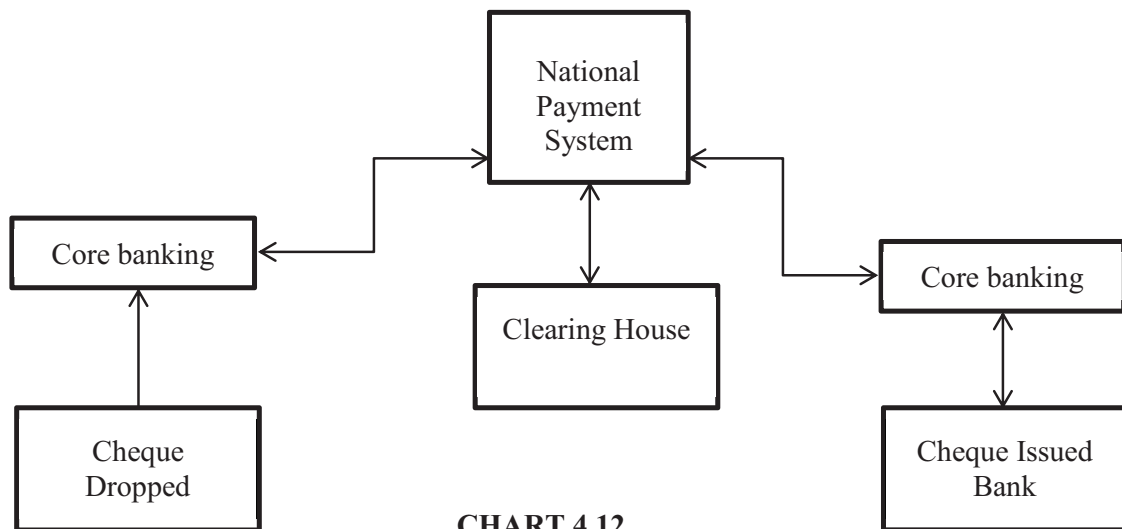 National
Payment
System
Core banking
Core banking
Clearing House
Cheque
Dropped
Cheque Issued
Bank
CHART 4.12